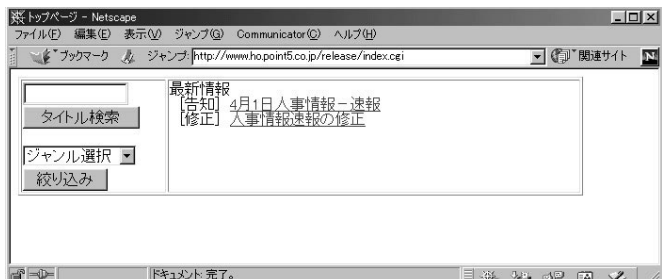 トップページ - Netscape
ファイル(F) 編集(E) 表示(V) ジャンプ(G) Communicator(C) ヘルプ(H)
ブックマーク ジャンプ: http://www.ho.point5.co.jp/release/index.cgi 関連サイト N
最新情報
[告知] 4月1日人事情報－速報
[修正] 人事情報速報の修正
タイトル検索
ジャンル選択
絞り込み
ドキュメント: 完了。